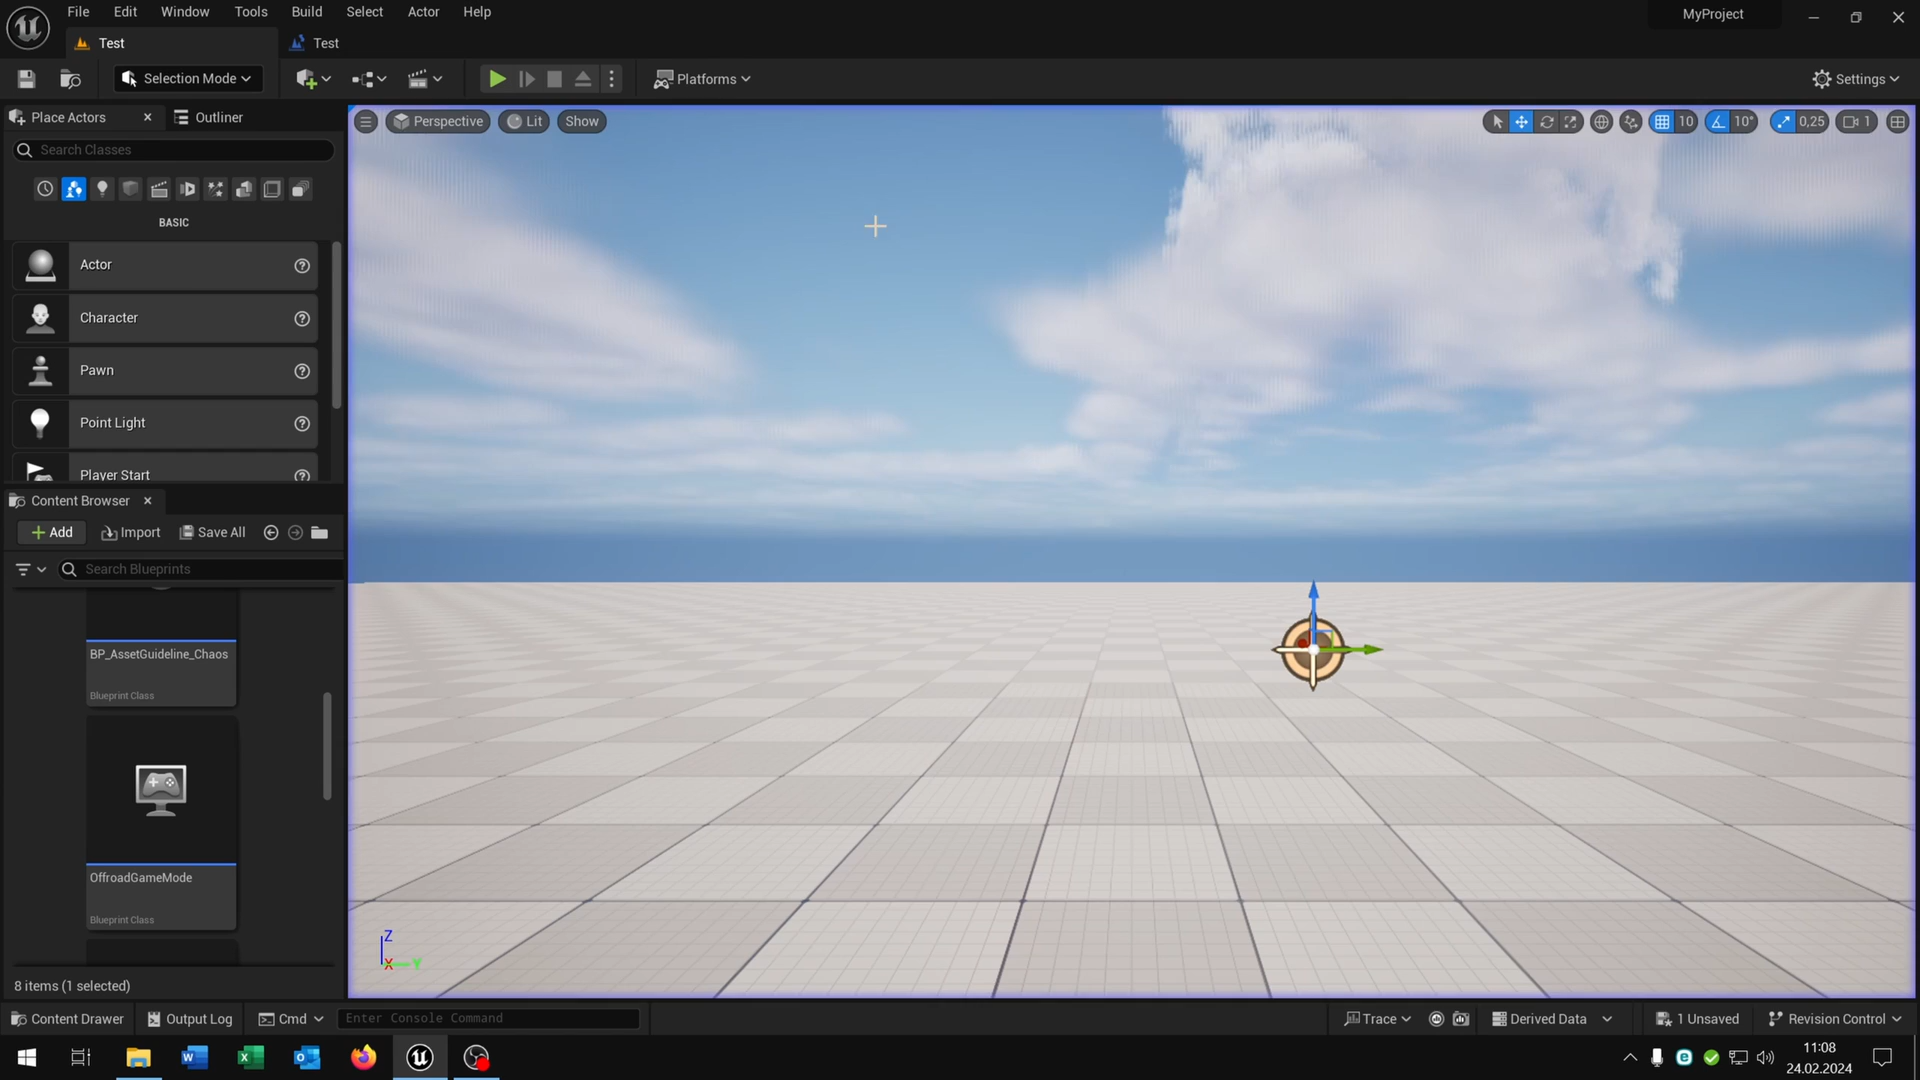 File Edit Window Tools Build Select Actor Help
MyProject
Test
Test
Selection Mode
Platforms
Settings
Place Actors
Outliner
Perspective
Lit
Show
10
10°
0,25
1
Search Classes
BASIC
Actor
Character
Pawn
Point Light
Player Start
Content Browser
Add
Import
Save All
Search Blueprints
BP_AssetGuideline_Chaos
Blueprint Class
OffroadGameMode
Blueprint Class
Z
X
Y
8 items (1 selected)
Content Drawer
Output Log
Cmd
Enter Console Command
Trace
Derived Data
1 Unsaved
Revision Control
11:08
24.02.2024